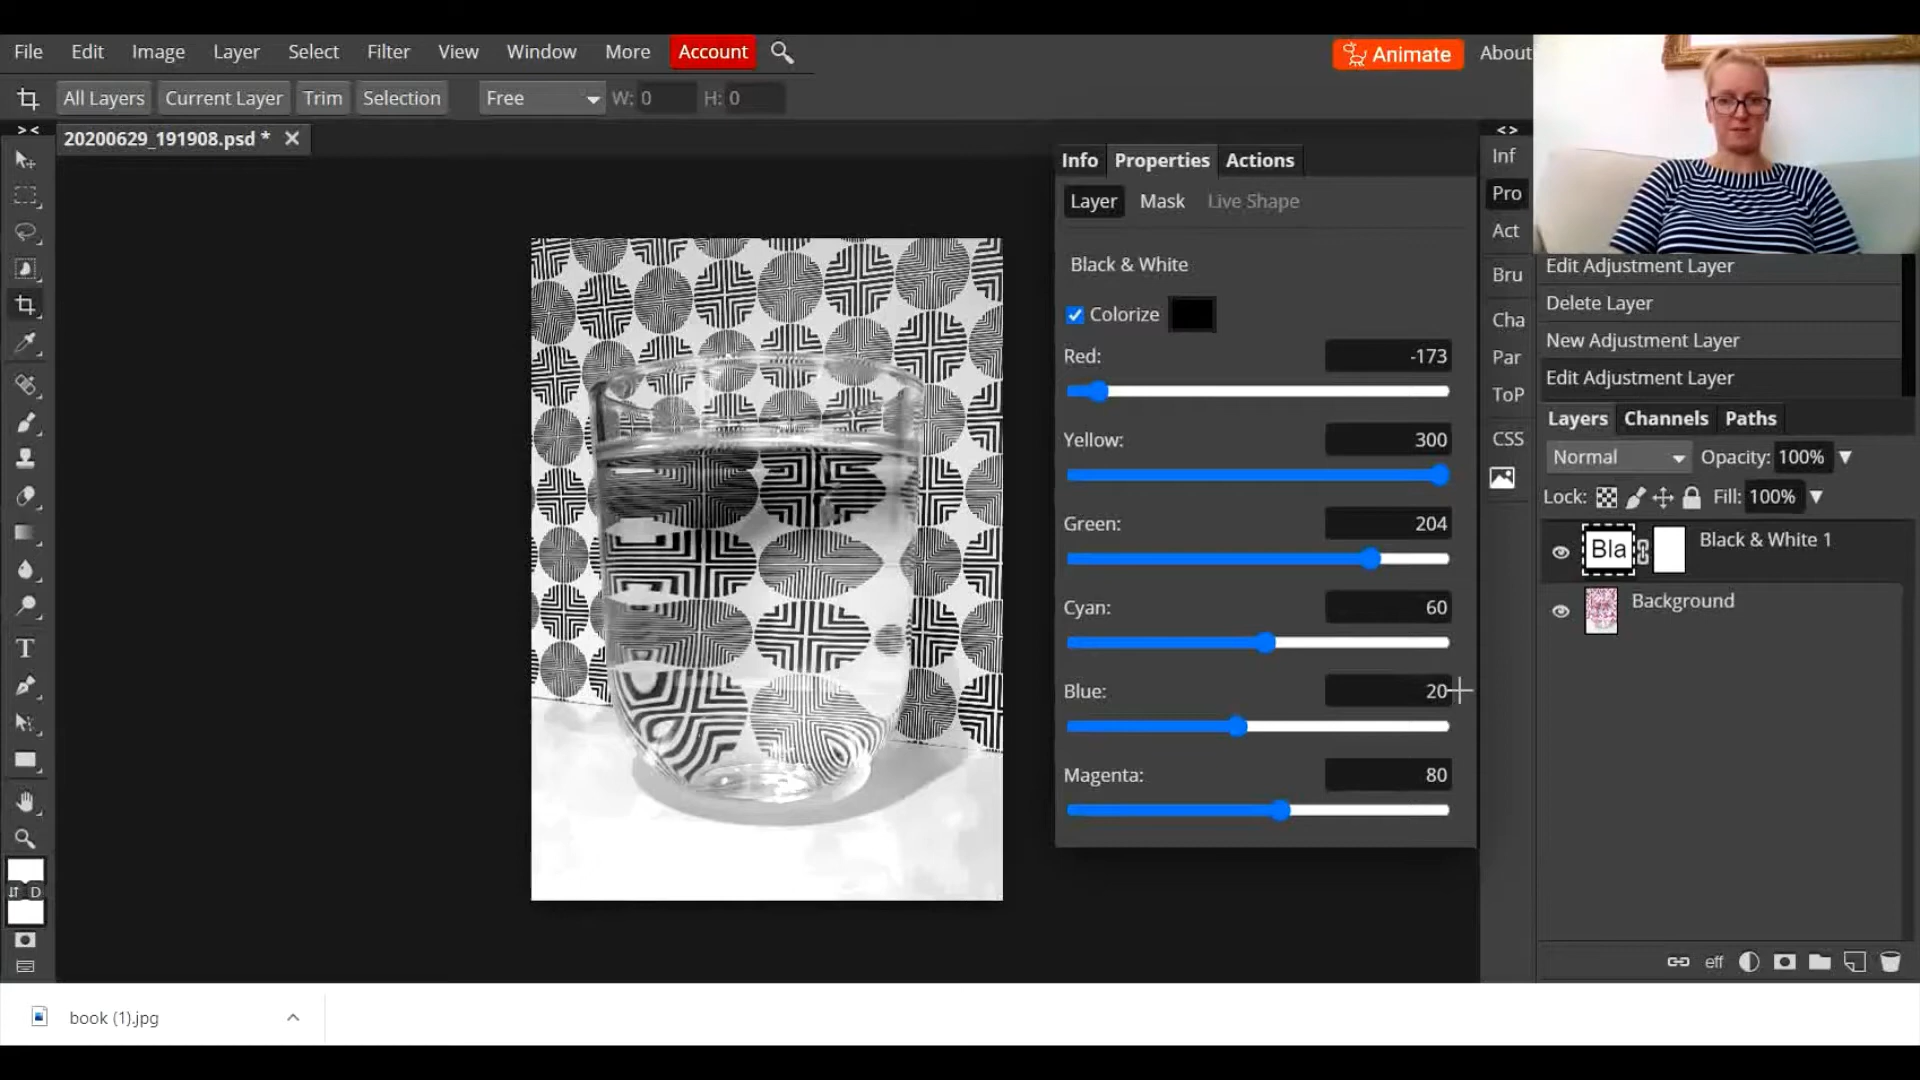 File Edit Image Layer Select Filter View Window More Account Animate About
All Layers Current Layer Trim Selection Free W: 0 H: 0
20200629_191908.psd *
Info Properties Actions
Layer Mask Live Shape
Black & White
Colorize
Red: -173
Yellow: 300
Green: 204
Cyan: 60
Blue: 20
Magenta: 80
Inf
Pro
Act
Bru
Cha
Par
ToP
CSS
Edit Adjustment Layer
Delete Layer
New Adjustment Layer
Edit Adjustment Layer
Layers Channels Paths
Normal Opacity: 100%
Lock: Fill: 100%
Bla Black & White 1
Background
D
eff
book (1).jpg